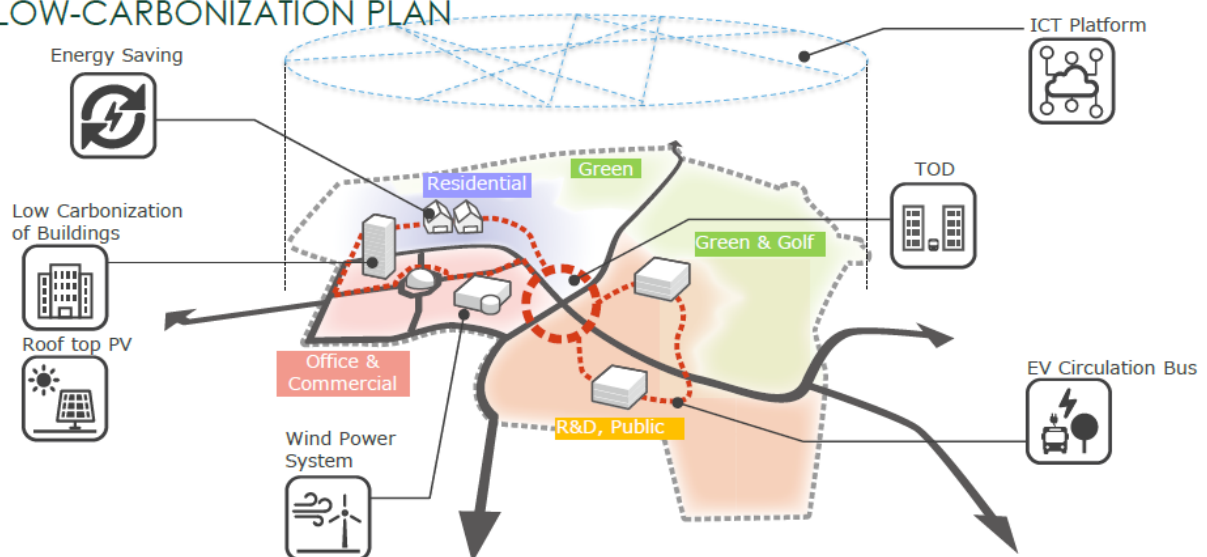 LOW-CARBONIZATION PLAN
Energy Saving
ICT Platform
Green
TOD
Residential
Low Carbonization
of Buildings
Green & Golf
Roof top PV
Office &
Commercial
EV Circulation Bus
R&D, Public
Wind Power
System